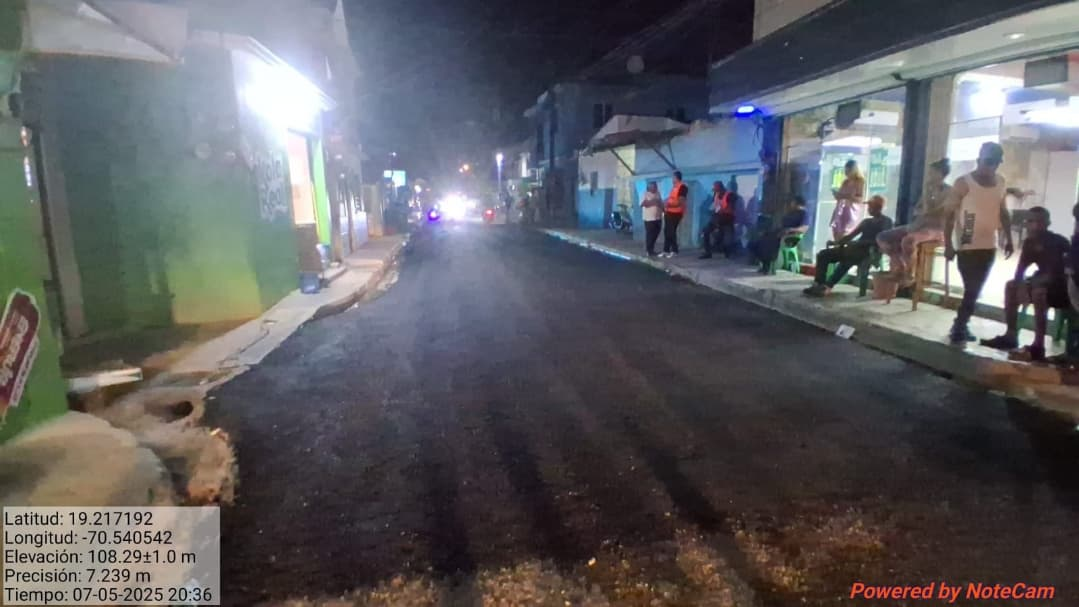 Latitud: 19.217192
Longitud: -70.540542
Elevación: 108.29±1.0 m
Precisión: 7.239 m
Tiempo: 07-05-2025 20:36
Powered by NoteCam